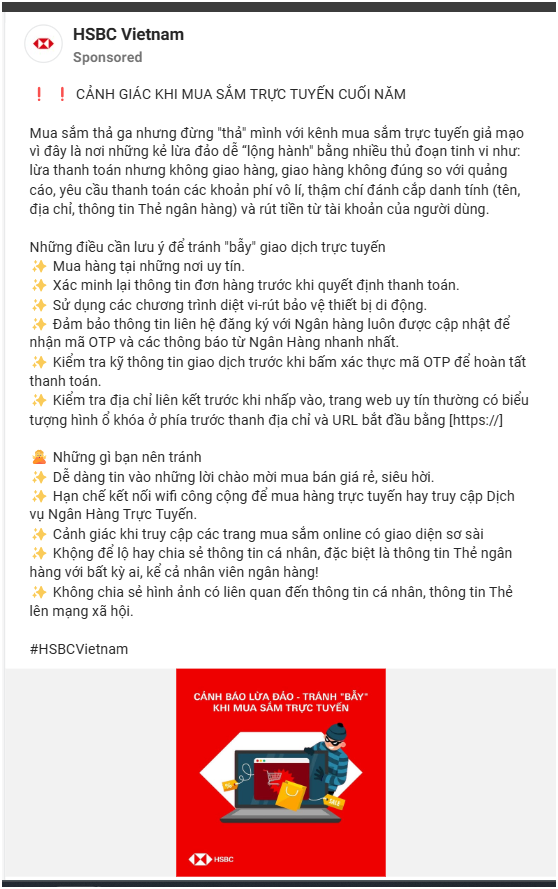 HSBC Vietnam
Sponsored
❗ ❗ CẢNH GIÁC KHI MUA SẮM TRỰC TUYẾN CUỐI NĂM
Mua sắm thả ga nhưng đừng "thả" mình với kênh mua sắm trực tuyến giả mạo
vì đây là nơi những kẻ lừa đảo dễ “lộng hành" bằng nhiều thủ đoạn tinh vi như:
lừa thanh toán nhưng không giao hàng, giao hàng không đúng so với quảng
cáo, yêu cầu thanh toán các khoản phí vô lí, thậm chí đánh cắp danh tính (tên,
địa chỉ, thông tin Thẻ ngân hàng) và rút tiền từ tài khoản của người dùng.
Những điều cần lưu ý để tránh "bẫy" giao dịch trực tuyến
✨ Mua hàng tại những nơi uy tín.
✨ Xác minh lại thông tin đơn hàng trước khi quyết định thanh toán.
✨ Sử dụng các chương trình diệt vi-rút bảo vệ thiết bị di động.
✨ Đảm bảo thông tin liên hệ đăng ký với Ngân hàng luôn được cập nhật để
nhận mã OTP và các thông báo từ Ngân Hàng nhanh nhất.
✨ Kiểm tra kỹ thông tin giao dịch trước khi bấm xác thực mã OTP để hoàn tất
thanh toán.
✨ Kiểm tra địa chỉ liên kết trước khi nhấp vào, trang web uy tín thường có biểu
tượng hình ổ khóa ở phía trước thanh địa chỉ và URL bắt đầu bằng [https://]
🙅 Những gì bạn nên tránh
✨ Dễ dàng tin vào những lời chào mời mua bán giá rẻ, siêu hời.
✨ Hạn chế kết nối wifi công cộng để mua hàng trực tuyến hay truy cập Dịch
vụ Ngân Hàng Trực Tuyến.
✨ Cảnh giác khi truy cập các trang mua sắm online có giao diện sơ sài
✨ Khộng để lộ hay chia sẻ thông tin cá nhân, đặc biệt là thông tin Thẻ ngân
hàng với bất kỳ ai, kể cả nhân viên ngân hàng!
✨ Không chia sẻ hình ảnh có liên quan đến thông tin cá nhân, thông tin Thẻ
lên mạng xã hội.
#HSBCVietnam
CẢNH BÁO LỪA ĐẢO - TRÁNH "BẪY"
KHI MUA SẮM TRỰC TUYẾN
HSBC